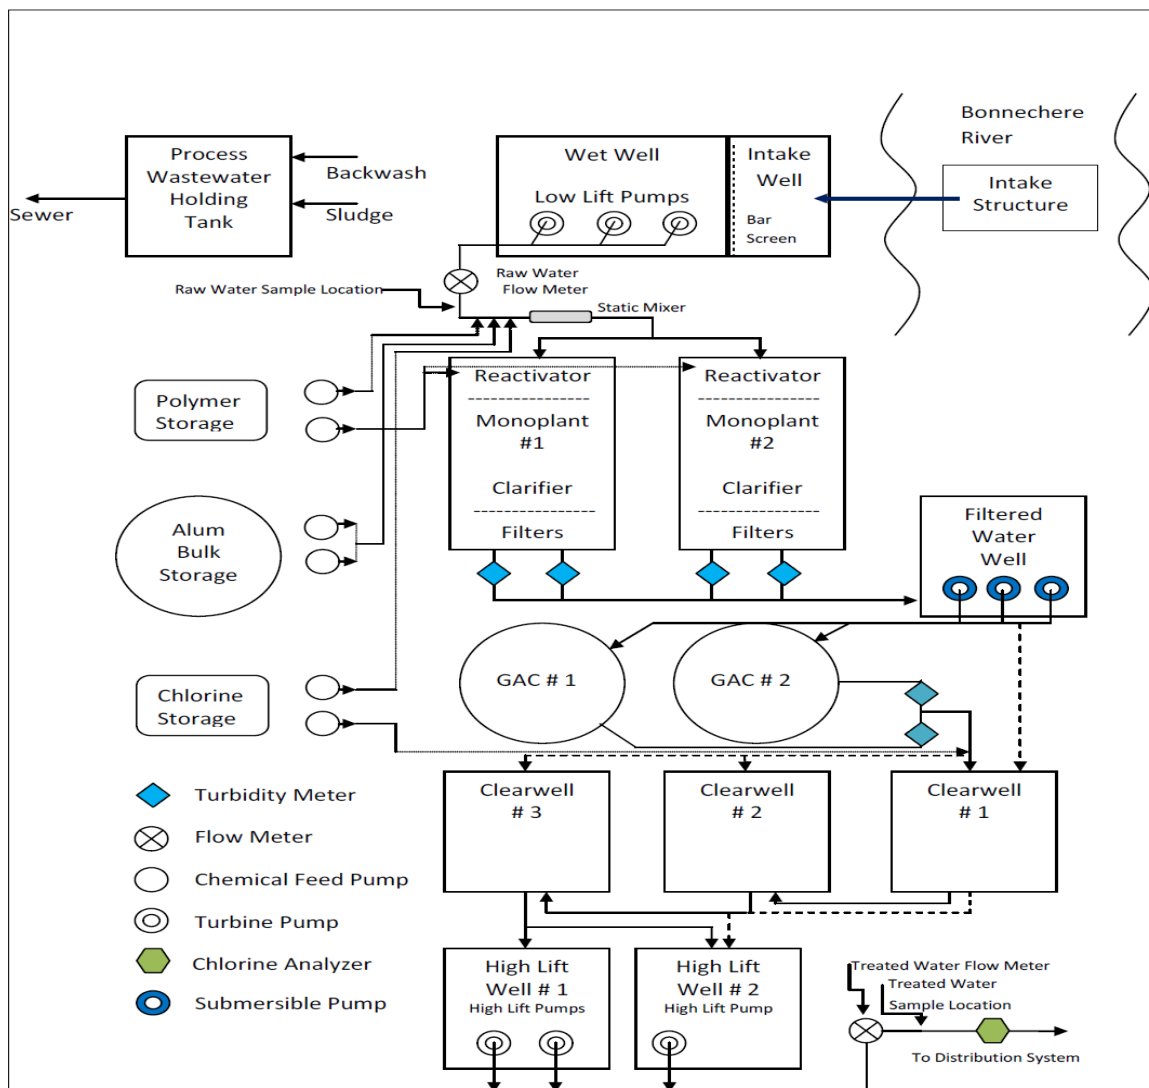 Bonnechere
River
Intake
Structure
Process
Wastewater
Holding
Tank
Backwash
Sludge
Sewer
Wet Well
Low Lift Pumps
Intake
Well
Bar
Screen
Raw Water
Flow Meter
Raw Water Sample Location
Static Mixer
Polymer
Storage
Reactivator
Monoplant
#1
Clarifier
Filters
Reactivator
Monoplant
#2
Clarifier
Filters
Alum
Bulk
Storage
Filtered
Water
Well
Chlorine
Storage
GAC # 1
GAC # 2
Clearwell
# 3
Clearwell
# 2
Clearwell
# 1
Turbidity Meter
Flow Meter
Chemical Feed Pump
Turbine Pump
Chlorine Analyzer
Submersible Pump
High Lift
Well # 1
High Lift Pumps
High Lift
Well # 2
High Lift Pump
Treated Water Flow Meter
Treated Water
Sample Location
To Distribution System